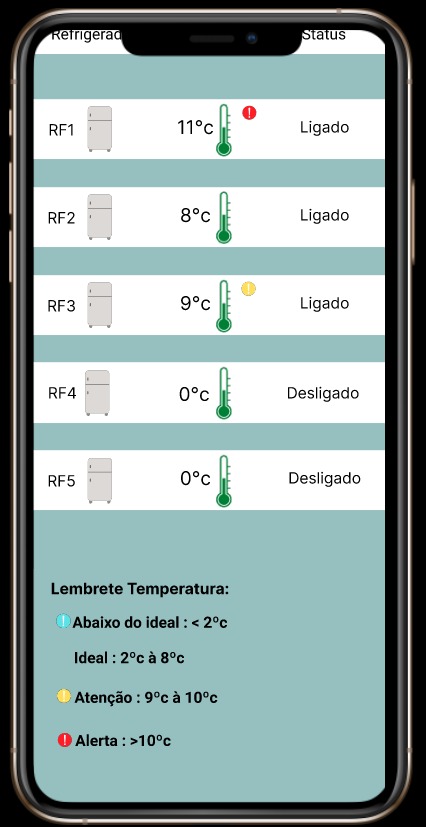 Refrigerad Status
RF1 11°c Ligado
RF2 8°c Ligado
RF3 9°c Ligado
RF4 0°c Desligado
RF5 0°c Desligado
Lembrete Temperatura:
Abaixo do ideal : < 2ºc
Ideal : 2ºc à 8ºc
Atenção : 9ºc à 10ºc
Alerta : >10ºc